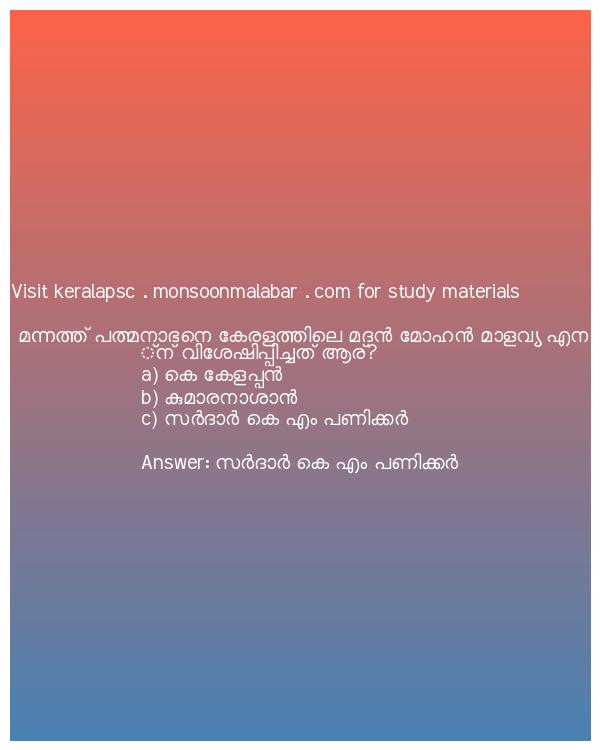 Visit keralapsc . monsoonmalabar . com for study materials
മന്നത്ത് പത്മനാഭനെ കേരളത്തിലെ മദൻ മോഹൻ മാളവ്യ എന
്ന് വിശേഷിപ്പിച്ചത് ആര്?
a) കെ കേളപ്പൻ
b) കുമാരനാശാൻ
c) സർദാർ കെ എം പണിക്കർ
Answer: സർദാർ കെ എം പണിക്കർ